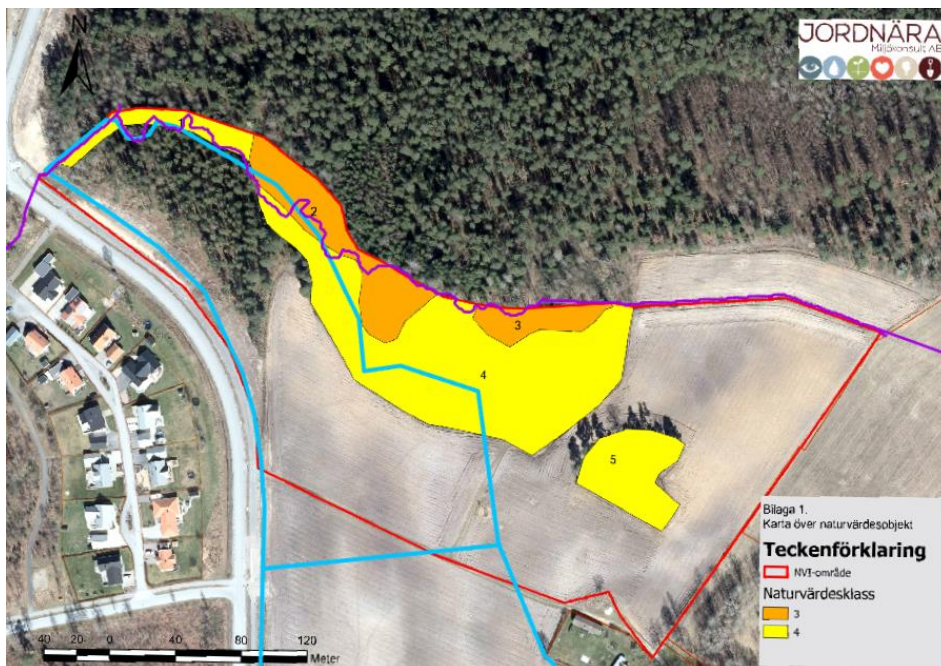 N
JORDNÄRA
Miljökonsult AB
1
2
3
4
5
Bilaga 1.
Karta över naturvärdesobjekt
Teckenförklaring
NVI-område
Naturvärdesklass
3
4
40 20 0 40 80 120
Meter